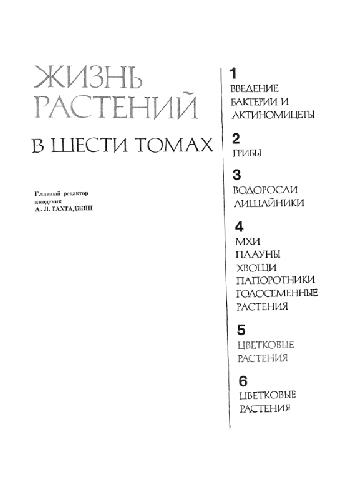 ЖИЗНЬ
РАСТЕНИЙ
В ШЕСТИ ТОМАХ
Главный редактор
академик
А. Л. ТАХТАДЖЯН
1
ВВЕДЕНИЕ
БАКТЕРИИ И
АКТИНОМИЦЕТЫ
2
ГРИБЫ
3
ВОДОРОСЛИ
ЛИШАЙНИКИ
4
МХИ
ПЛАУНЫ
ХВОЩИ
ПАПОРОТНИКИ
ГОЛОСЕМЕННЫЕ
РАСТЕНИЯ
5
ЦВЕТКОВЫЕ
РАСТЕНИЯ
6
ЦВЕТКОВЫЕ
РАСТЕНИЯ